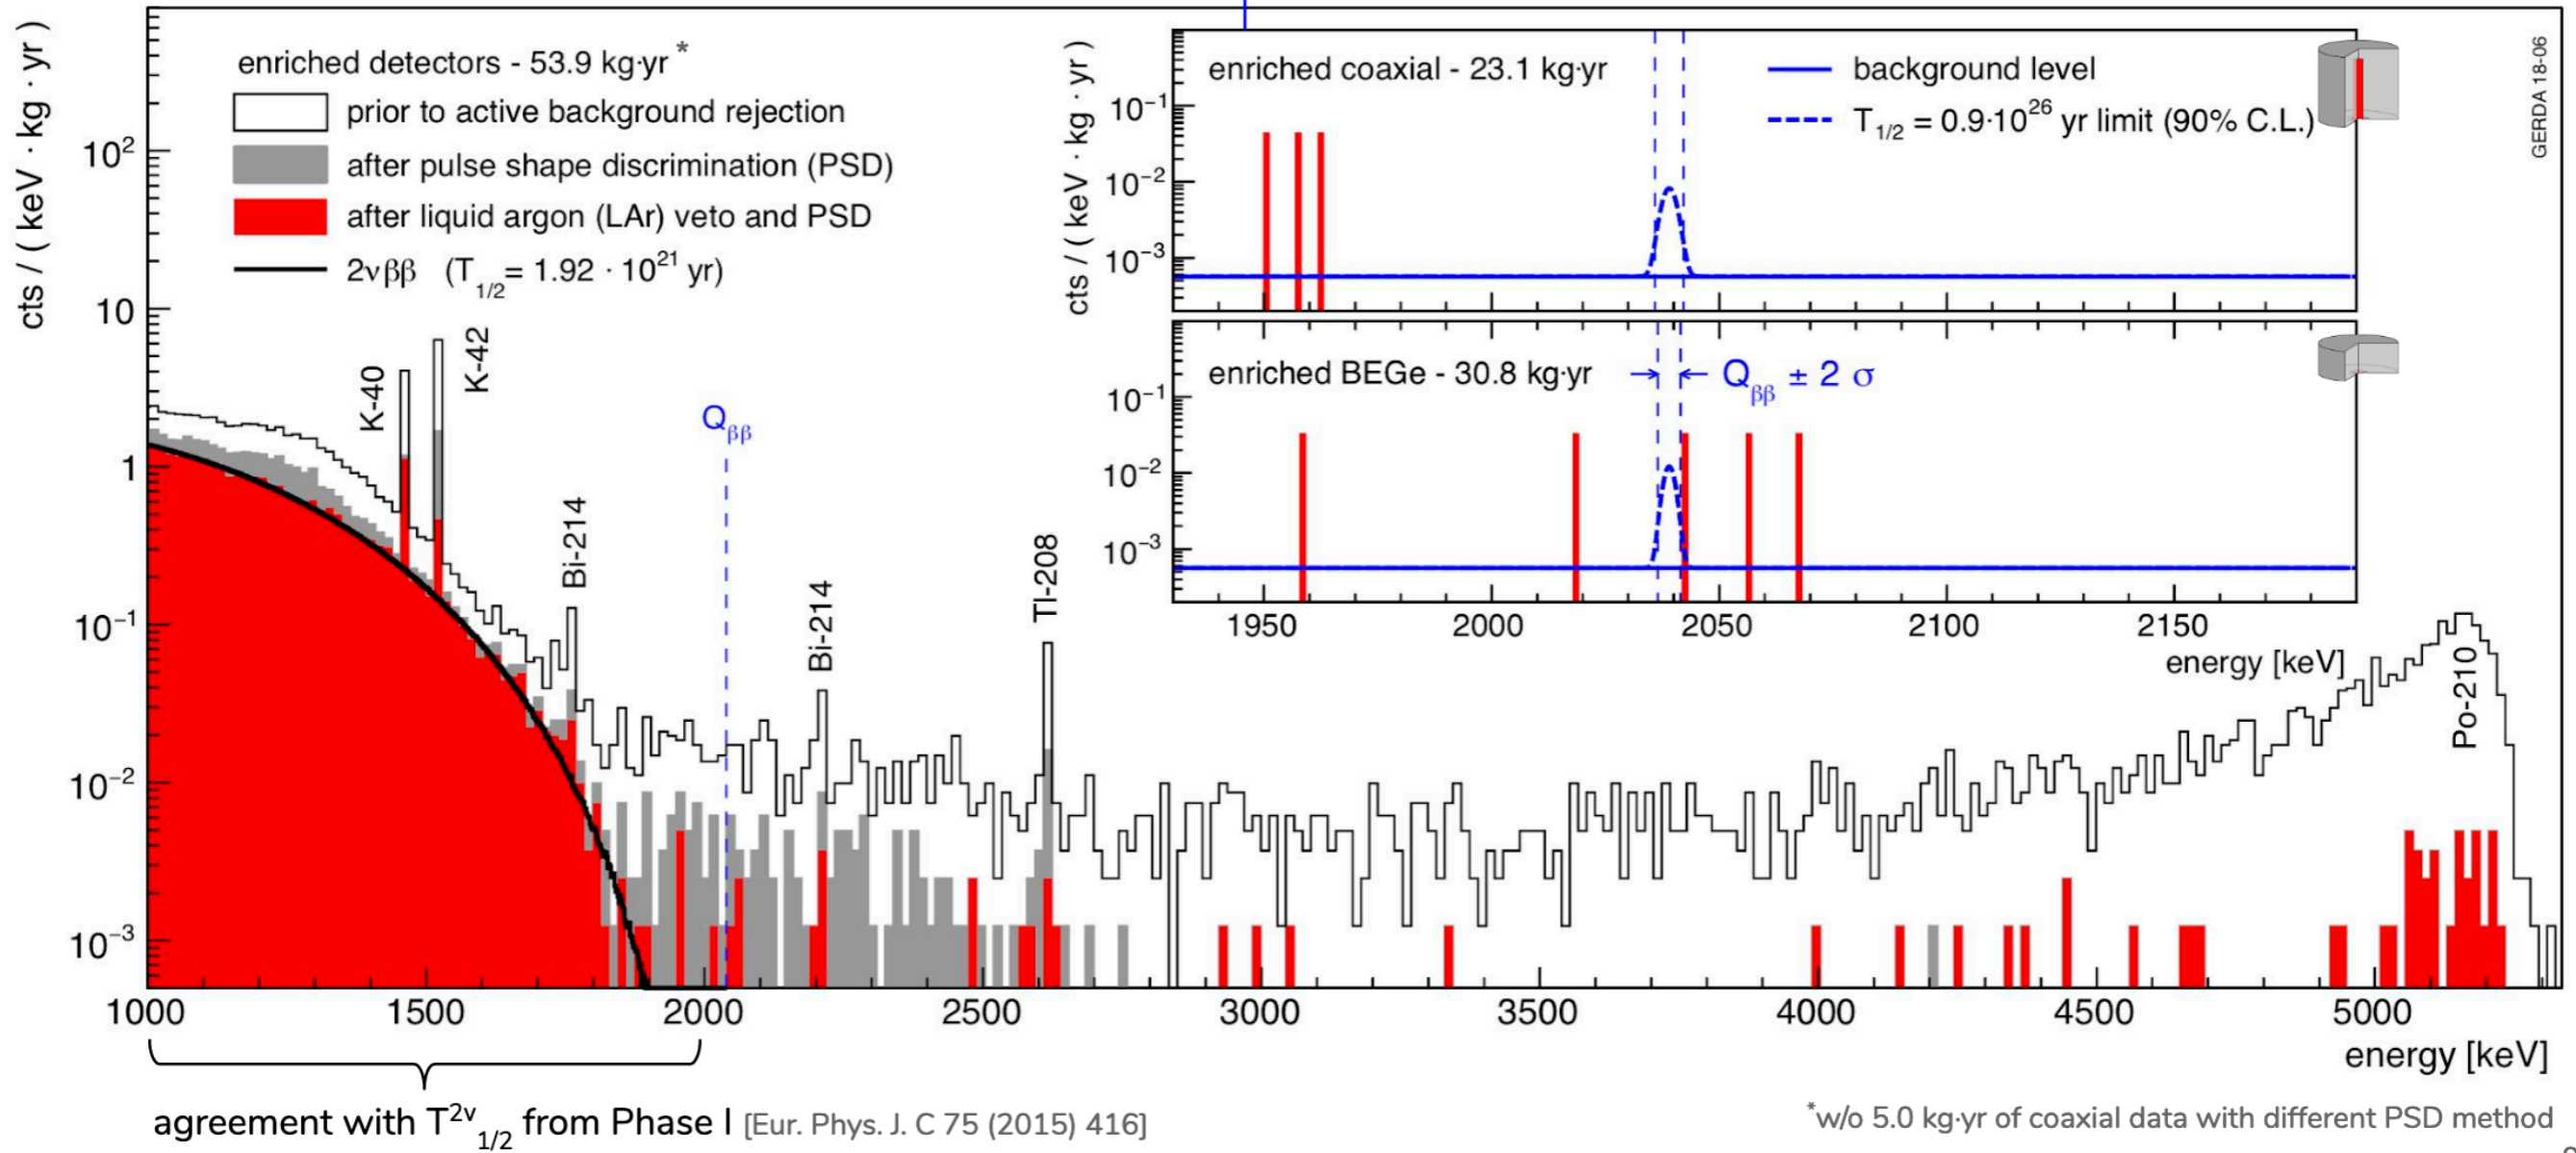 cts / ( keV · kg · yr )
enriched detectors - 53.9 kg·yr *
prior to active background rejection
after pulse shape discrimination (PSD)
after liquid argon (LAr) veto and PSD
2νββ (T1/2= 1.92 · 10²¹ yr)
10²
10
1
10⁻¹
10⁻²
10⁻³
K-40
K-42
Bi-214
Qββ
Bi-214
Tl-208
Po-210
1000 1500 2000 2500 3000 3500 4000 4500 5000
energy [keV]
cts / ( keV · kg · yr )
enriched coaxial - 23.1 kg·yr
background level
T1/2 = 0.9·10²⁶ yr limit (90% C.L.)
10⁻¹
10⁻²
10⁻³
enriched BEGe - 30.8 kg·yr
Qββ ± 2 σ
10⁻¹
10⁻²
10⁻³
1950 2000 2050 2100 2150
energy [keV]
GERDA 18-06
agreement with T²ᵛ1/2 from Phase I [Eur. Phys. J. C 75 (2015) 416]
*w/o 5.0 kg·yr of coaxial data with different PSD method